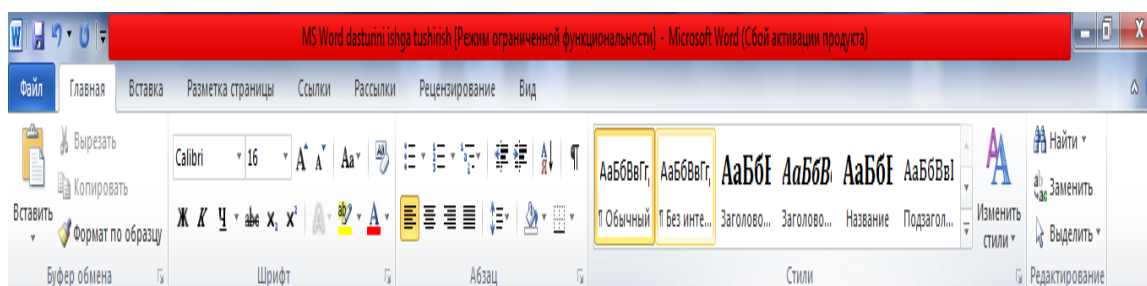 MS Word dasturini ishga tushirish [Режим ограниченной функциональности] - Microsoft Word (Сбой активации продукта)
Файл Главная Вставка Разметка страницы Ссылки Рассылки Рецензирование Вид
Вставить
Вырезать
Копировать
Формат по образцу
Буфер обмена
Calibri 16 Aa
Ж К Ч abc x₂ x² A A
Шрифт
Абзац
АаБбВвГг, АаБбВвГг, АаБбІ АаБбВ АаБбІ АаБбВвІ
¶ Обычный ¶ Без инте... Заголово... Заголово... Название Подзагол...
Изменить
стили
Стили
Найти
Заменить
Выделить
Редактирование